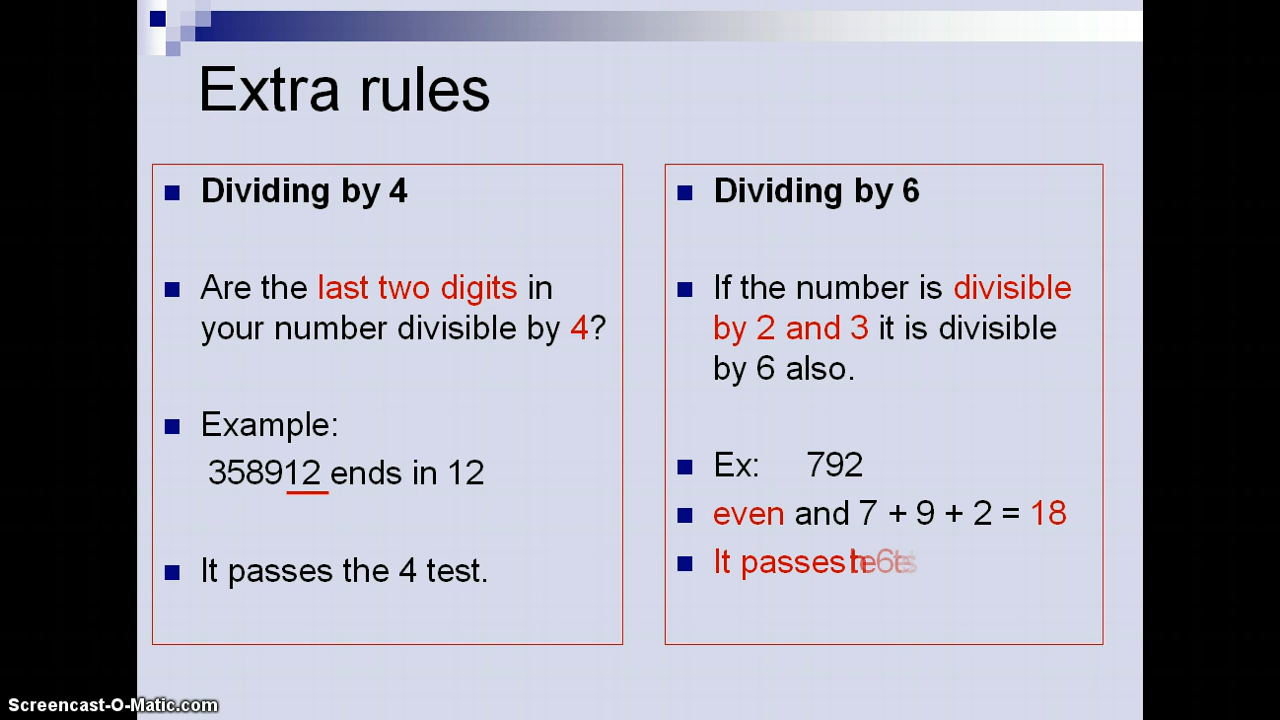 Extra rules
Dividing by 4
Are the last two digits in
your number divisible by 4?
Example:
358912 ends in 12
It passes the 4 test.
Dividing by 6
If the number is divisible
by 2 and 3 it is divisible
by 6 also.
Ex: 792
even and 7 + 9 + 2 = 18
It passes
Screencast-O-Matic.com